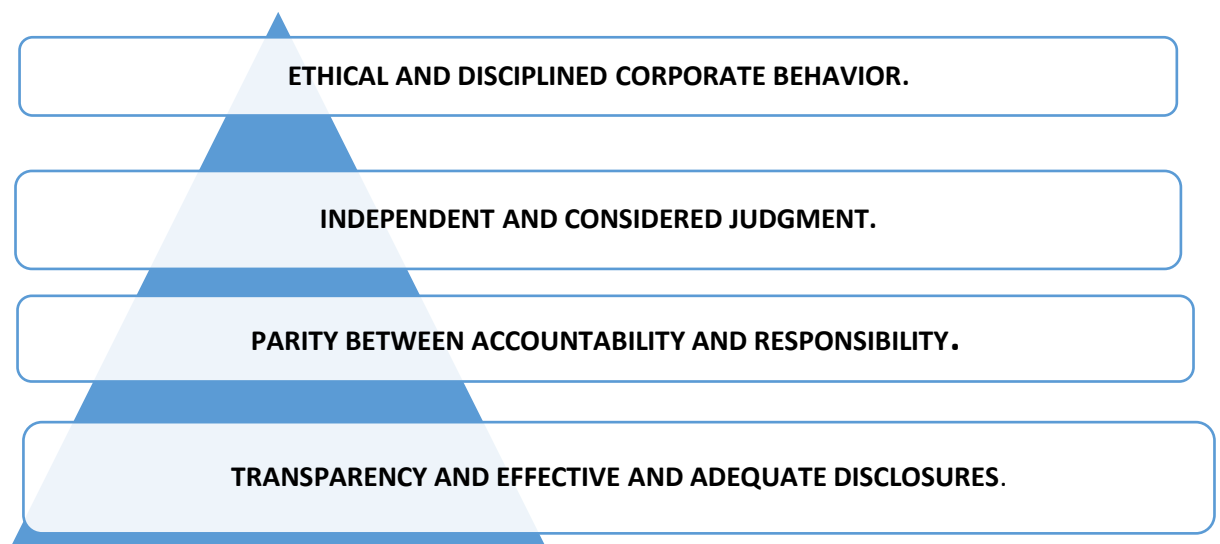 ETHICAL AND DISCIPLINED CORPORATE BEHAVIOR.
INDEPENDENT AND CONSIDERED JUDGMENT.
PARITY BETWEEN ACCOUNTABILITY AND RESPONSIBILITY.
TRANSPARENCY AND EFFECTIVE AND ADEQUATE DISCLOSURES.